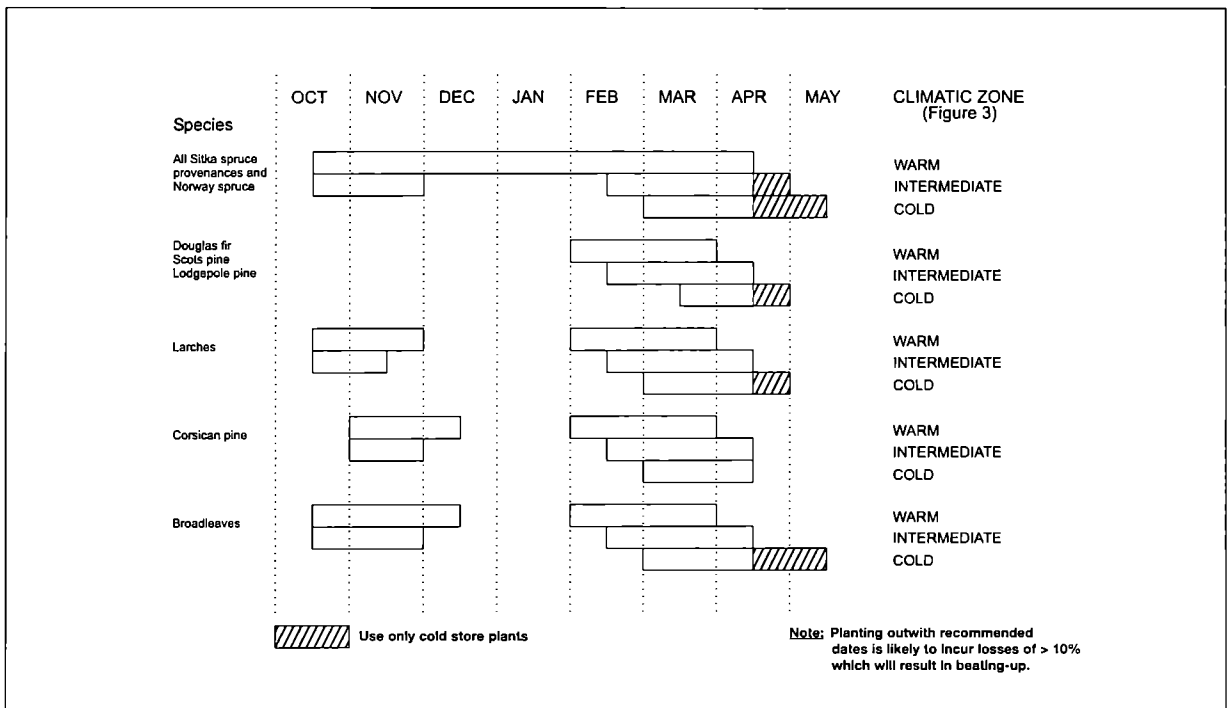 OCT NOV DEC JAN FEB MAR APR MAY CLIMATIC ZONE
(Figure 3)
Species
All Sitka spruce
provenances and
Norway spruce
WARM
INTERMEDIATE
COLD
Douglas fir
Scots pine
Lodgepole pine
WARM
INTERMEDIATE
COLD
Larches
WARM
INTERMEDIATE
COLD
Corsican pine
WARM
INTERMEDIATE
COLD
Broadleaves
WARM
INTERMEDIATE
COLD
Use only cold store plants
Note: Planting outwith recommended
dates is likely to incur losses of > 10%
which will result in beating-up.